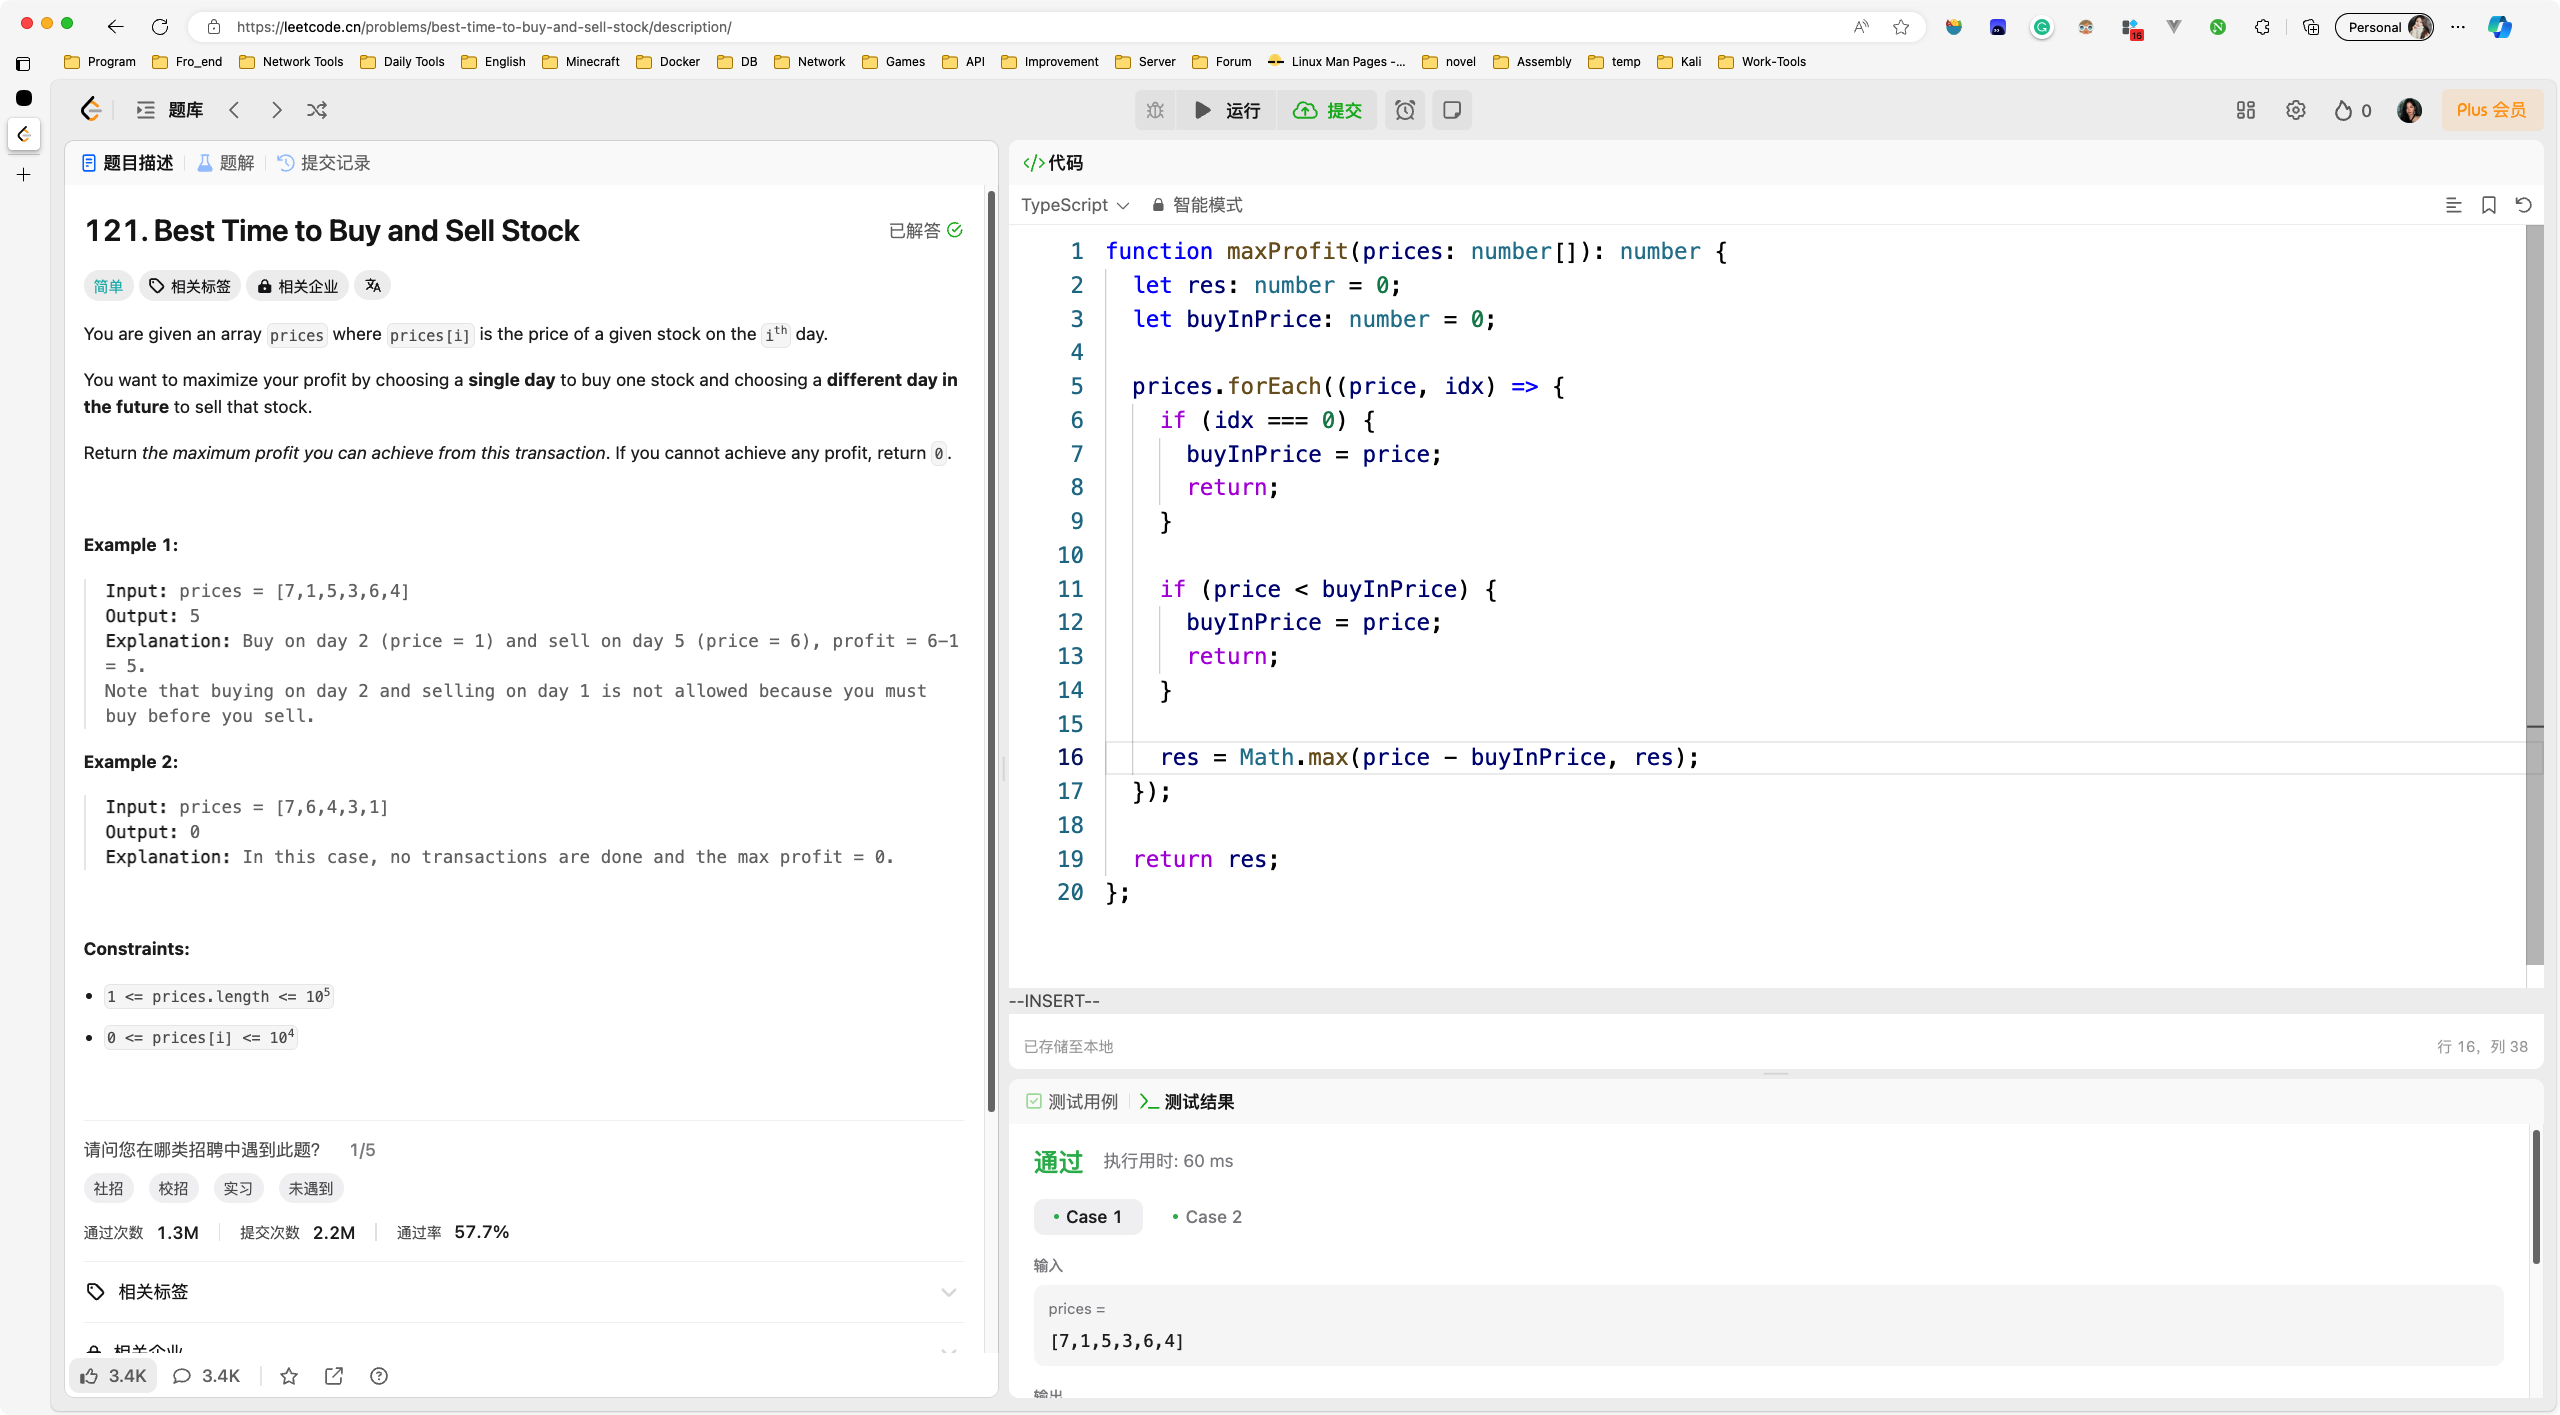 https://leetcode.cn/problems/best-time-to-buy-and-sell-stock/description/
Personal
16
Program Fro_end Network Tools Daily Tools English Minecraft Docker DB Network Games API Improvement Server Forum Linux Man Pages -... novel Assembly temp Kali Work-Tools
题库
运行 提交
0
Plus 会员
题目描述 题解 提交记录
121. Best Time to Buy and Sell Stock
已解答
简单 相关标签 相关企业
You are given an array prices where prices[i] is the price of a given stock on the ith day.
You want to maximize your profit by choosing a single day to buy one stock and choosing a different day in
the future to sell that stock.
Return the maximum profit you can achieve from this transaction. If you cannot achieve any profit, return 0.
Example 1:
Input: prices = [7,1,5,3,6,4]
Output: 5
Explanation: Buy on day 2 (price = 1) and sell on day 5 (price = 6), profit = 6-1
= 5.
Note that buying on day 2 and selling on day 1 is not allowed because you must
buy before you sell.
Example 2:
Input: prices = [7,6,4,3,1]
Output: 0
Explanation: In this case, no transactions are done and the max profit = 0.
Constraints:
1 <= prices.length <= 10^5
0 <= prices[i] <= 10^4
请问您在哪类招聘中遇到此题? 1/5
社招 校招 实习 未遇到
通过次数 1.3M 提交次数 2.2M 通过率 57.7%
相关标签
相关企业
3.4K 3.4K
</> 代码
TypeScript 智能模式
1 function maxProfit(prices: number[]): number {
2 let res: number = 0;
3 let buyInPrice: number = 0;
4
5 prices.forEach((price, idx) => {
6 if (idx === 0) {
7 buyInPrice = price;
8 return;
9 }
10
11 if (price < buyInPrice) {
12 buyInPrice = price;
13 return;
14 }
15
16 res = Math.max(price - buyInPrice, res);
17 });
18
19 return res;
20 };
--INSERT--
已存储至本地
行 16, 列 38
测试用例 测试结果
通过 执行用时: 60 ms
Case 1 Case 2
输入
prices =
[7,1,5,3,6,4]
输出